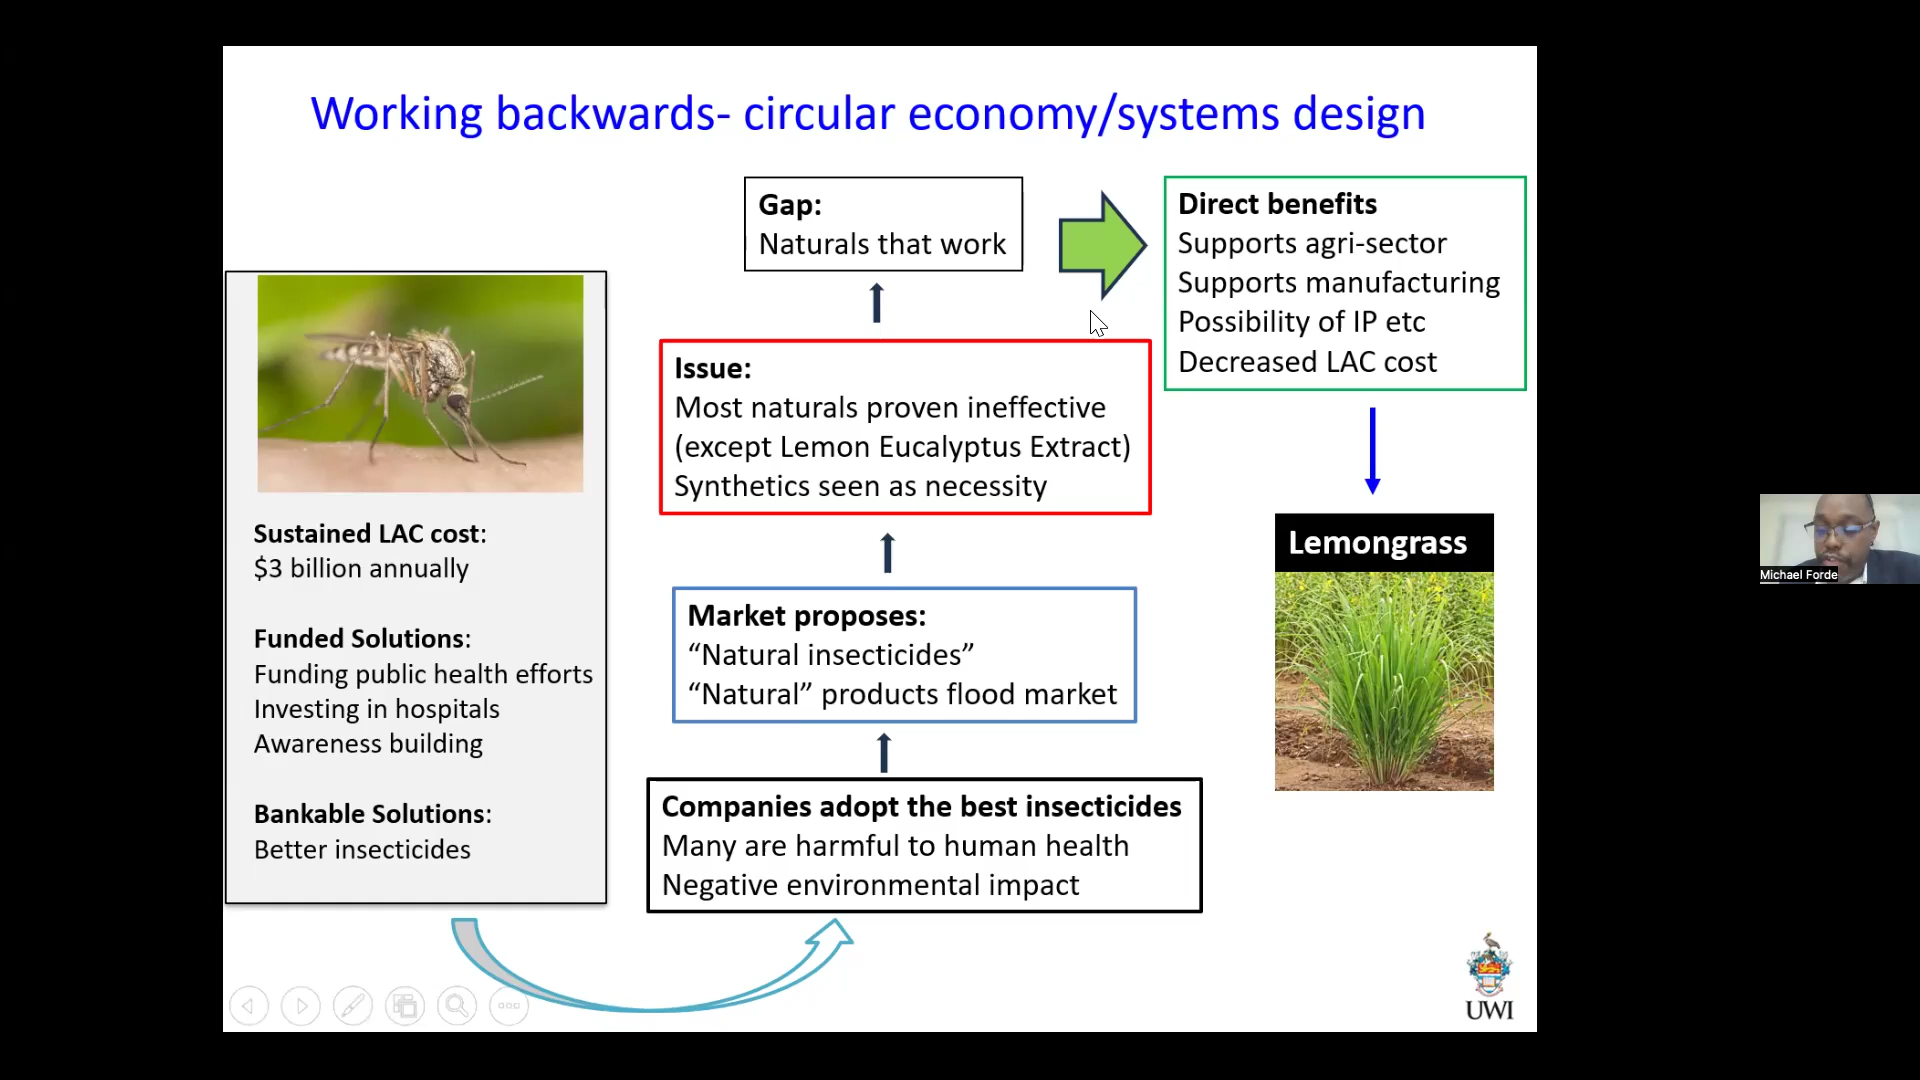 Working backwards- circular economy/systems design
Sustained LAC cost:
$3 billion annually
Funded Solutions:
Funding public health efforts
Investing in hospitals
Awareness building
Bankable Solutions:
Better insecticides
Companies adopt the best insecticides
Many are harmful to human health
Negative environmental impact
Market proposes:
“Natural insecticides”
“Natural” products flood market
Issue:
Most naturals proven ineffective
(except Lemon Eucalyptus Extract)
Synthetics seen as necessity
Gap:
Naturals that work
Direct benefits
Supports agri-sector
Supports manufacturing
Possibility of IP etc
Decreased LAC cost
Lemongrass
UWI
Michael Forde